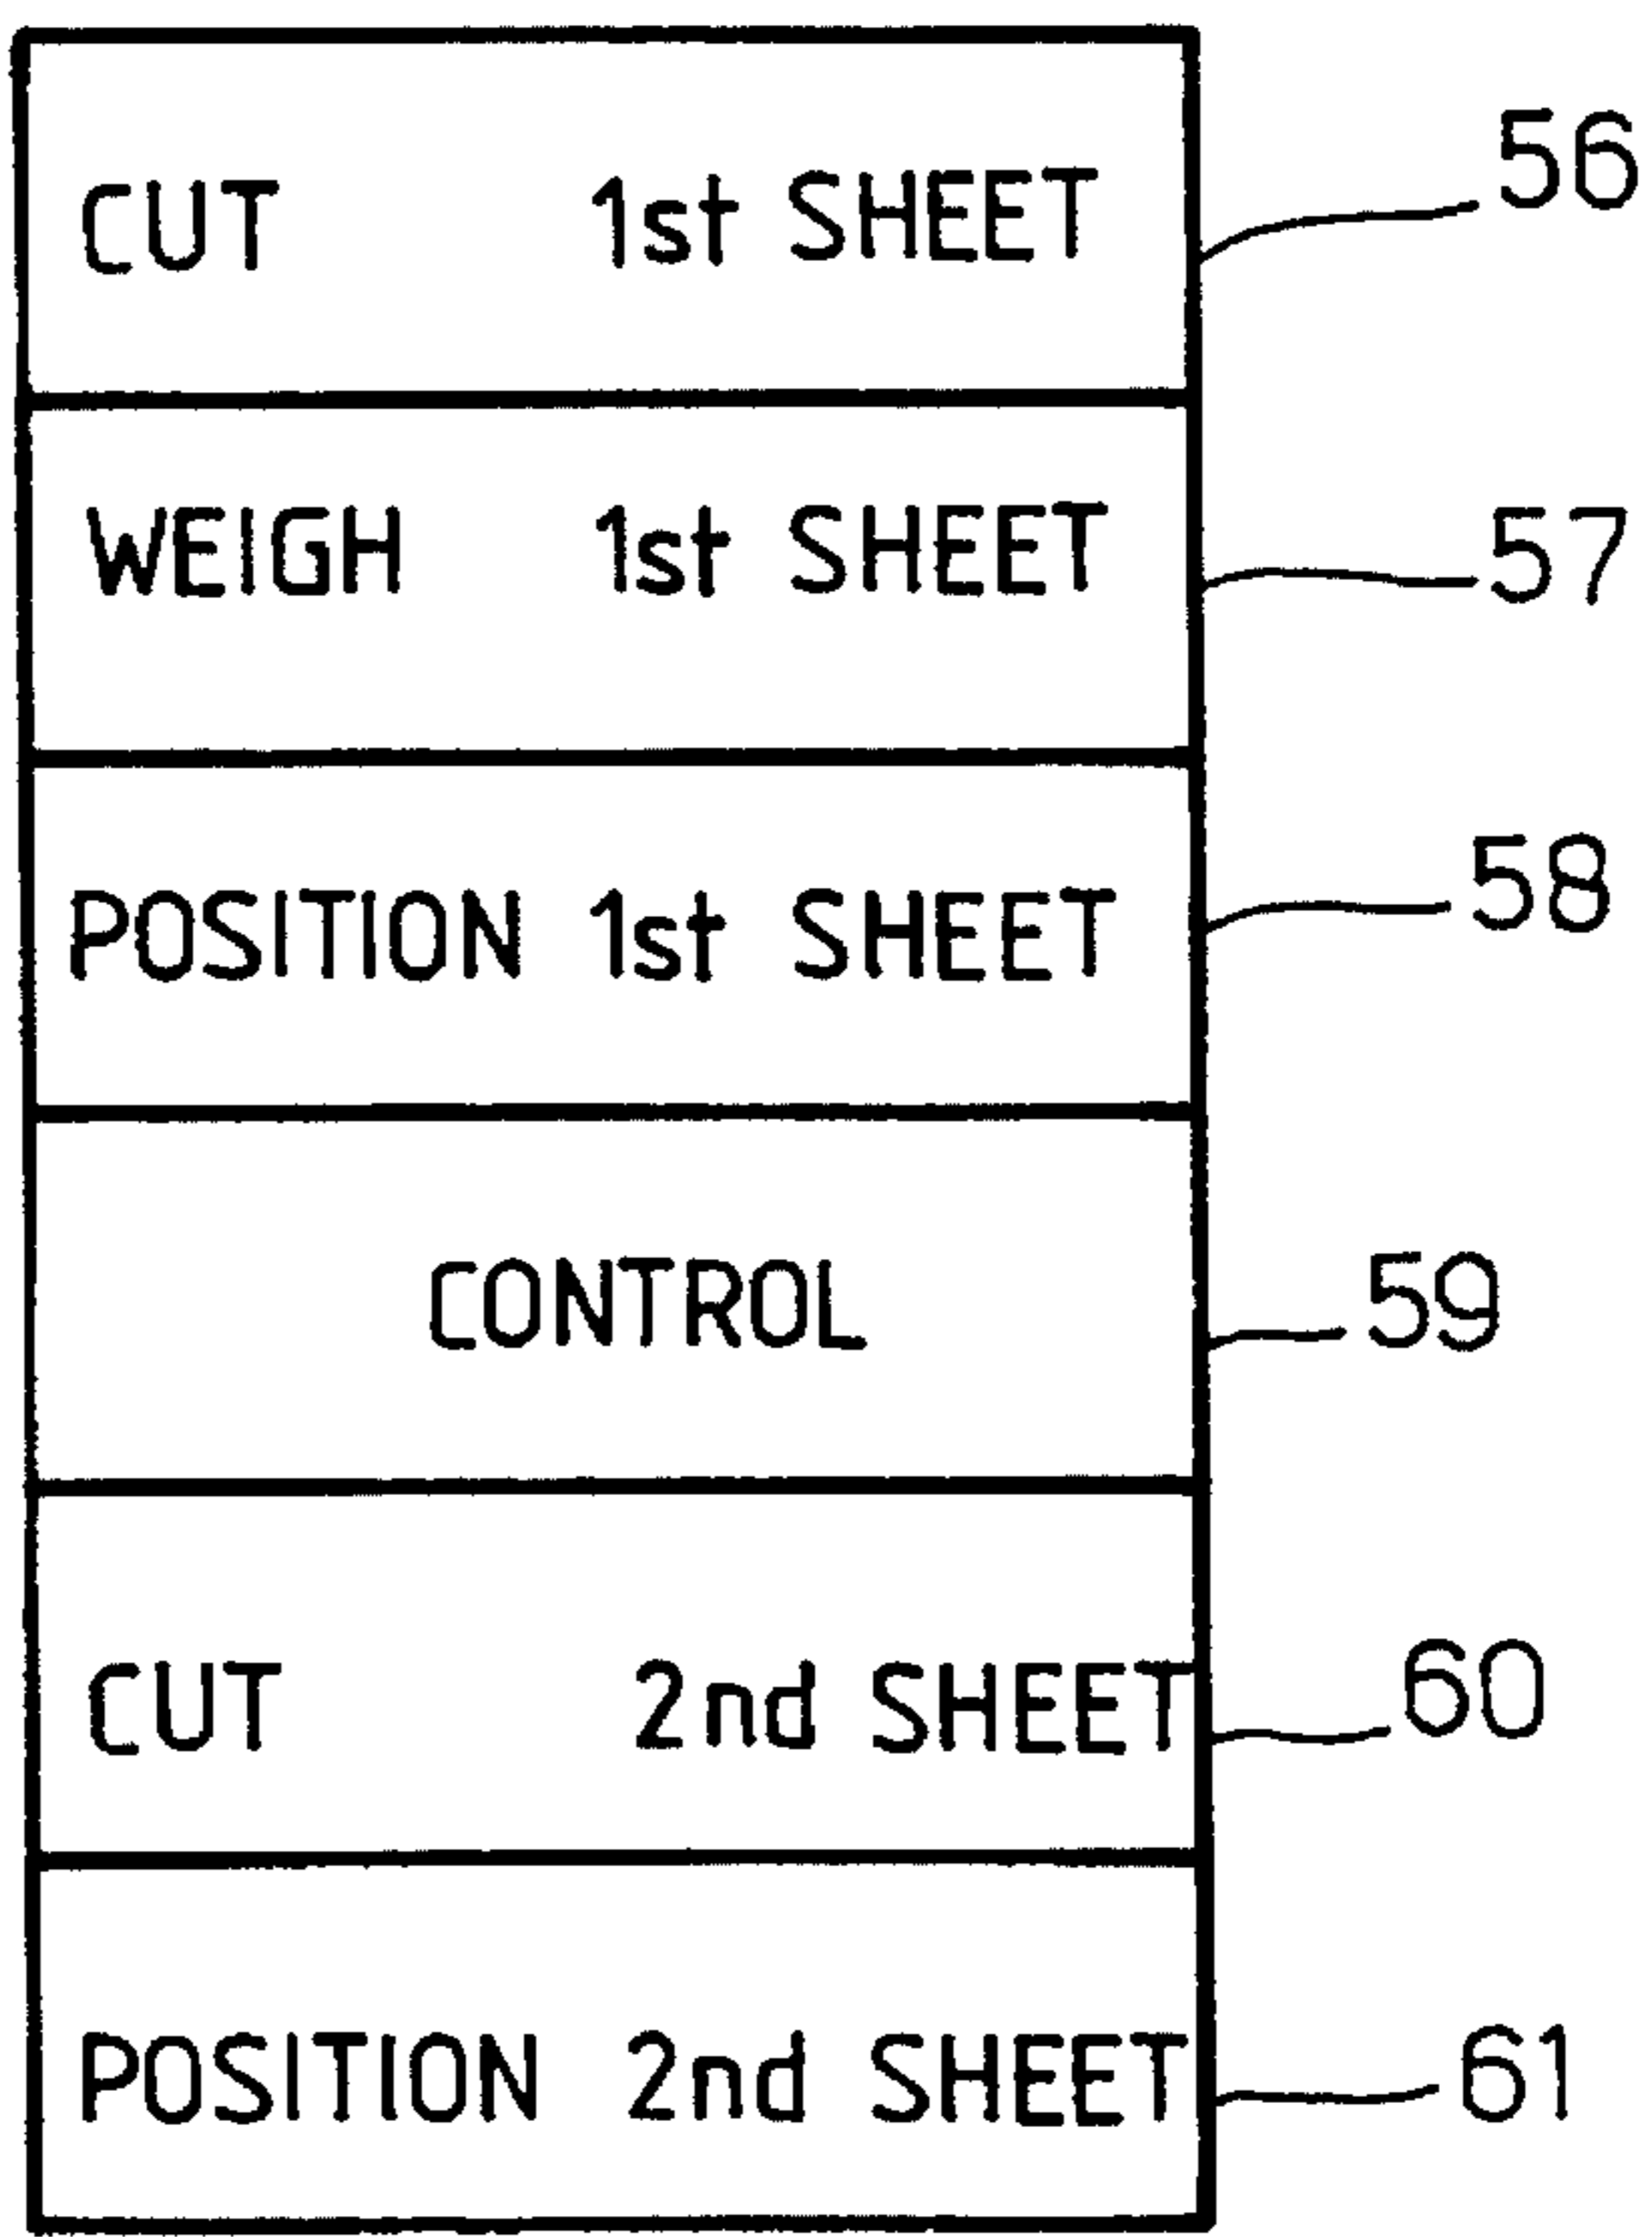 CUT 1st SHEET 56
WEIGH 1st SHEET 57
POSITION 1st SHEET 58
CONTROL 59
CUT 2nd SHEET 60
POSITION 2nd SHEET 61